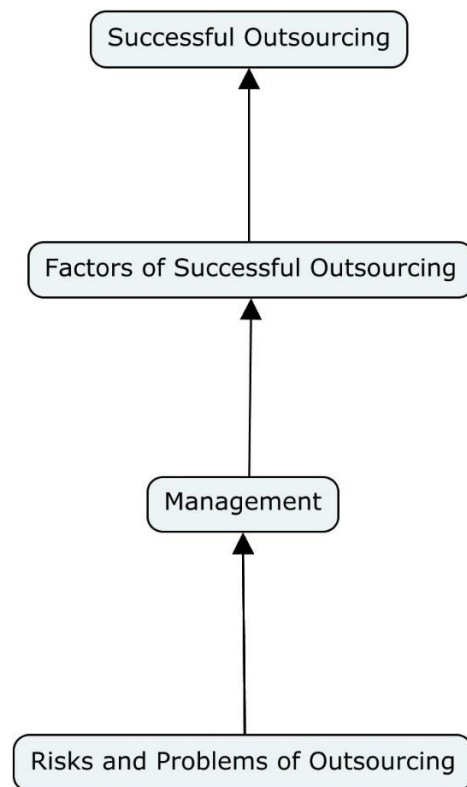 Successful Outsourcing
Factors of Successful Outsourcing
Management
Risks and Problems of Outsourcing